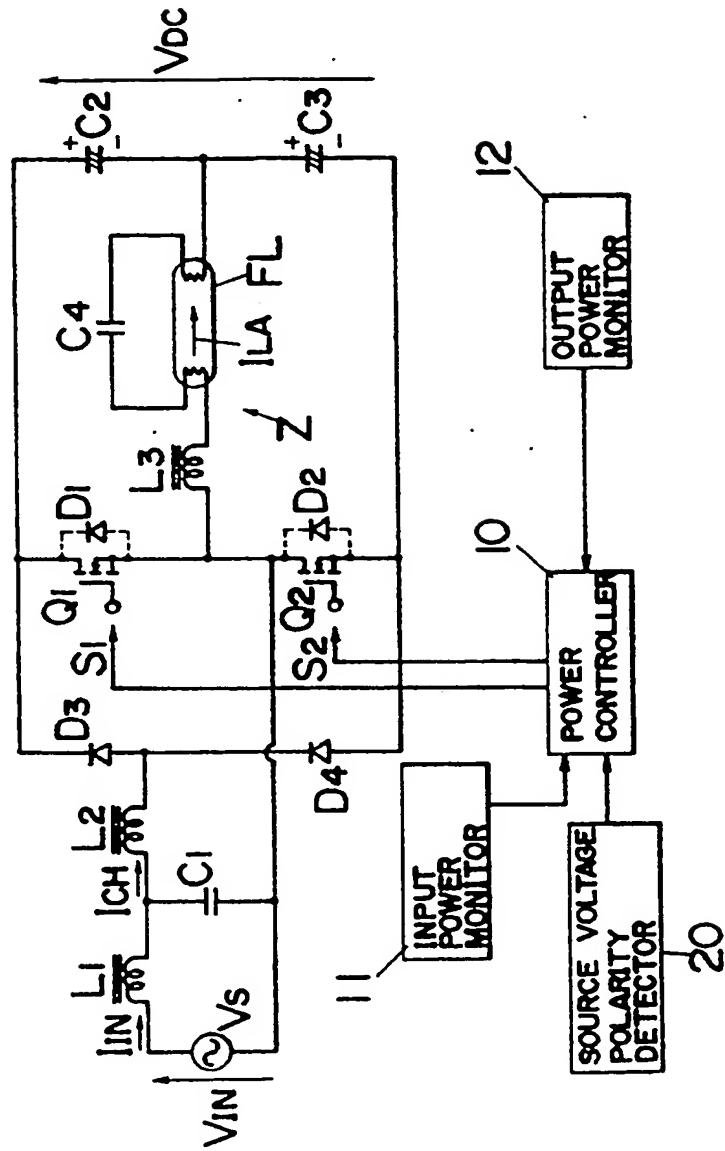 VDC
C2
+
-
C3
+
-
C4
FL
ILA
Z
L3
D1
D2
Q1
Q2
S1
S2
D3
D4
L2
ICH
C1
L1
IIN
VS
VIN
10
POWER
CONTROLLER
11
INPUT
POWER
MONITOR
12
OUTPUT
POWER
MONITOR
20
SOURCE VOLTAGE
POLARITY
DETECTOR